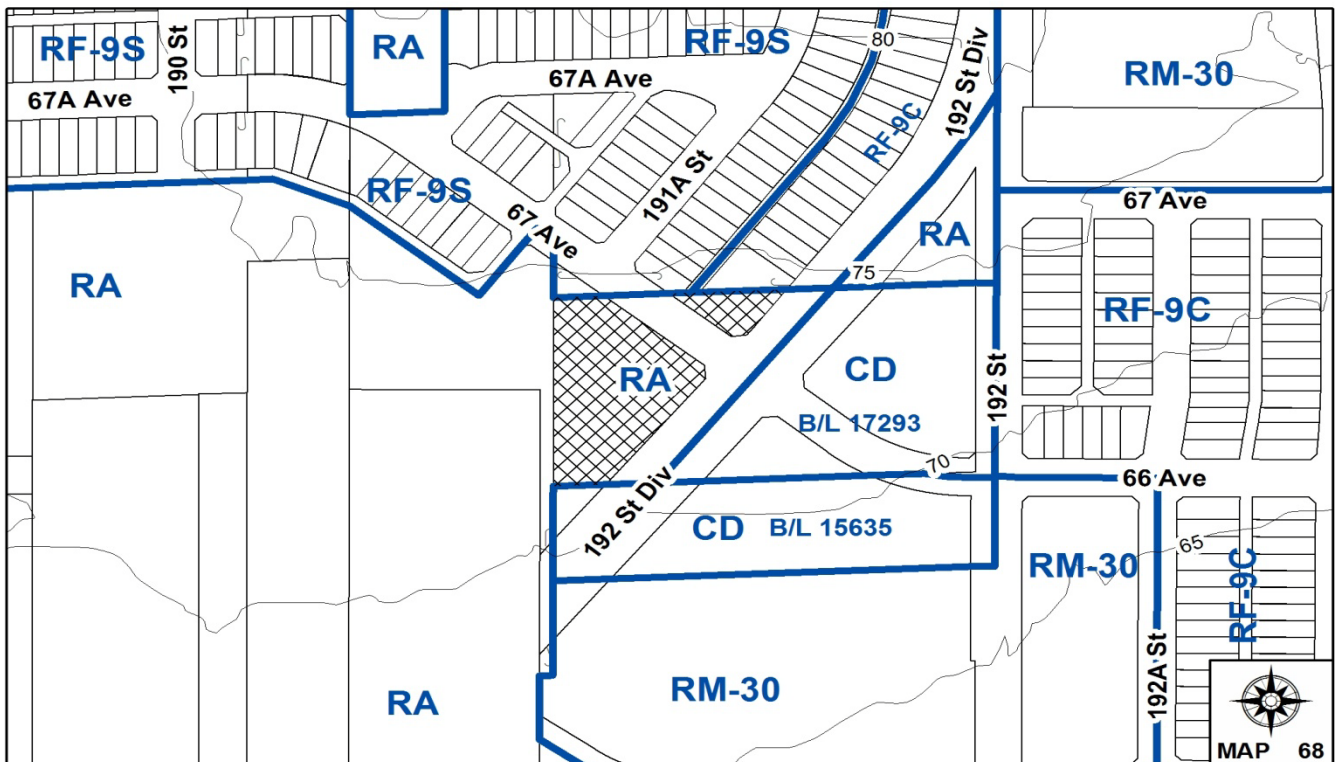 RF-9S
190 St
RA
RF-9S
80
192 St Div
RM-30
67A Ave
67A Ave
RF-9C
RF-9S
191A St
67 Ave
67 Ave
RA
RA
75
RF-9C
RA
CD
192 St
B/L 17293
70
66 Ave
192 St Div
CD B/L 15635
65
RM-30
RF-9C
192A St
RA
RM-30
MAP 68